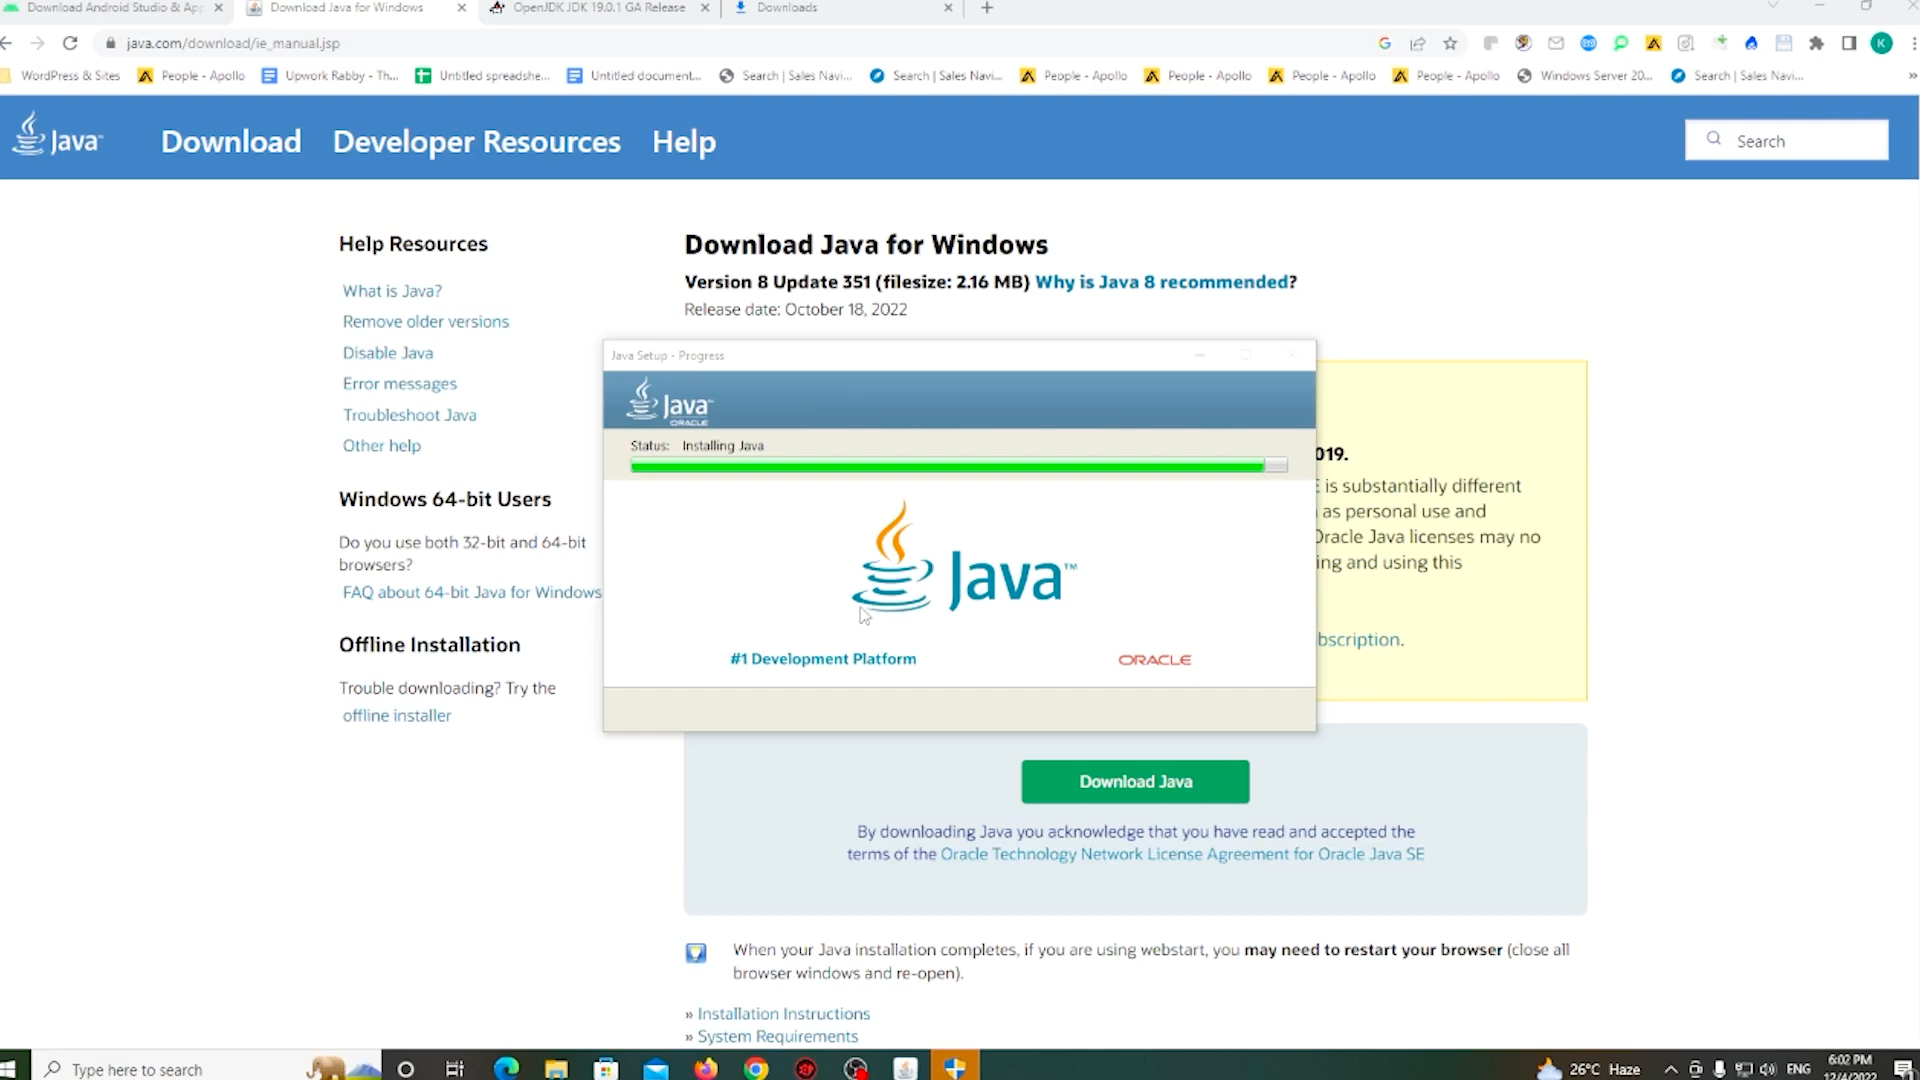 Download Android Studio & App
Download Java for Windows
OpenJDK JDK 19.0.1 GA Release
Downloads
java.com/download/ie_manual.jsp
WordPress & Sites
People - Apollo
Upwork Rabby - Th...
Untitled spreadshe...
Untitled document...
Search | Sales Navi...
Search | Sales Navi...
People - Apollo
People - Apollo
People - Apollo
People - Apollo
Windows Server 20...
Search | Sales Navi...
Java™
Download
Developer Resources
Help
Search
Help Resources
What is Java?
Remove older versions
Disable Java
Error messages
Troubleshoot Java
Other help
Windows 64-bit Users
Do you use both 32-bit and 64-bit
browsers?
FAQ about 64-bit Java for Windows
Offline Installation
Trouble downloading? Try the
offline installer
Download Java for Windows
Version 8 Update 351 (filesize: 2.16 MB) Why is Java 8 recommended?
Release date: October 18, 2022
Java Setup - Progress
Java™
ORACLE
Status: Installing Java
Java™
#1 Development Platform
ORACLE
019.
E is substantially different
as personal use and
Oracle Java licenses may no
ing and using this
bscription.
Download Java
By downloading Java you acknowledge that you have read and accepted the
terms of the Oracle Technology Network License Agreement for Oracle Java SE
When your Java installation completes, if you are using webstart, you may need to restart your browser (close all
browser windows and re-open).
» Installation Instructions
» System Requirements
Type here to search
26°C Haze
ENG
6:02 PM
12/4/2022